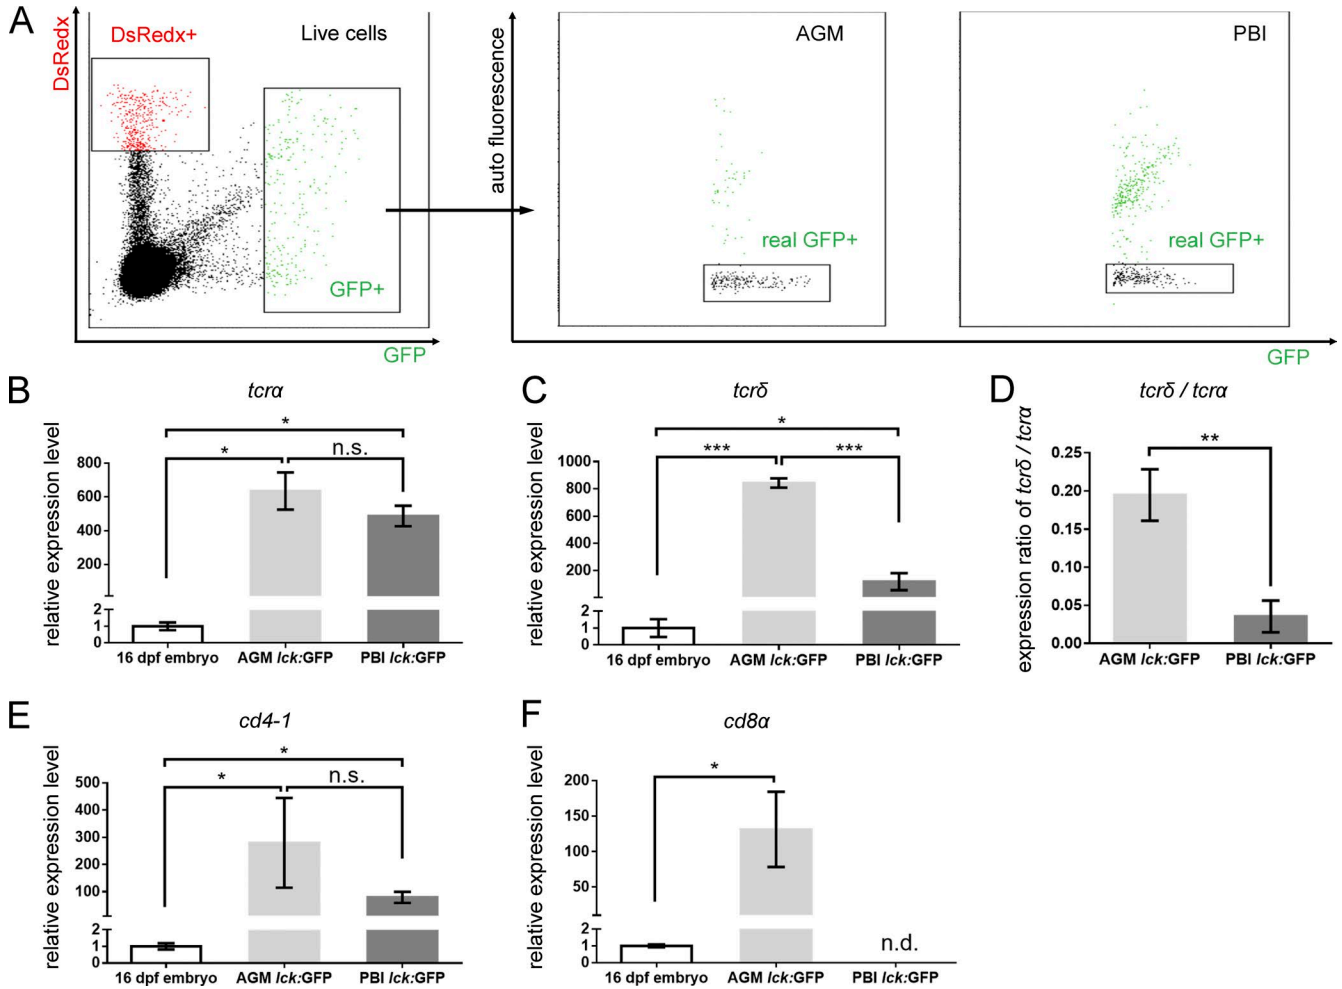 A
DsRedx
DsRedx+
Live cells
GFP+
GFP
auto fluorescence
AGM
real GFP+
PBI
real GFP+
GFP
B
tcrα
relative expression level
*
*
n.s.
800
600
400
200
2
1
0
16 dpf embryo
AGM lck:GFP
PBI lck:GFP
C
tcrδ
relative expression level
*
***
***
1000
800
600
400
200
2
1
0
16 dpf embryo
AGM lck:GFP
PBI lck:GFP
D
tcrδ / tcrα
expression ratio of tcrδ / tcrα
**
0.25
0.20
0.15
0.10
0.05
0.00
AGM lck:GFP
PBI lck:GFP
E
cd4-1
relative expression level
*
*
n.s.
500
400
300
200
100
2
1
0
16 dpf embryo
AGM lck:GFP
PBI lck:GFP
F
cd8α
relative expression level
*
200
150
100
50
2
1
0
n.d.
16 dpf embryo
AGM lck:GFP
PBI lck:GFP